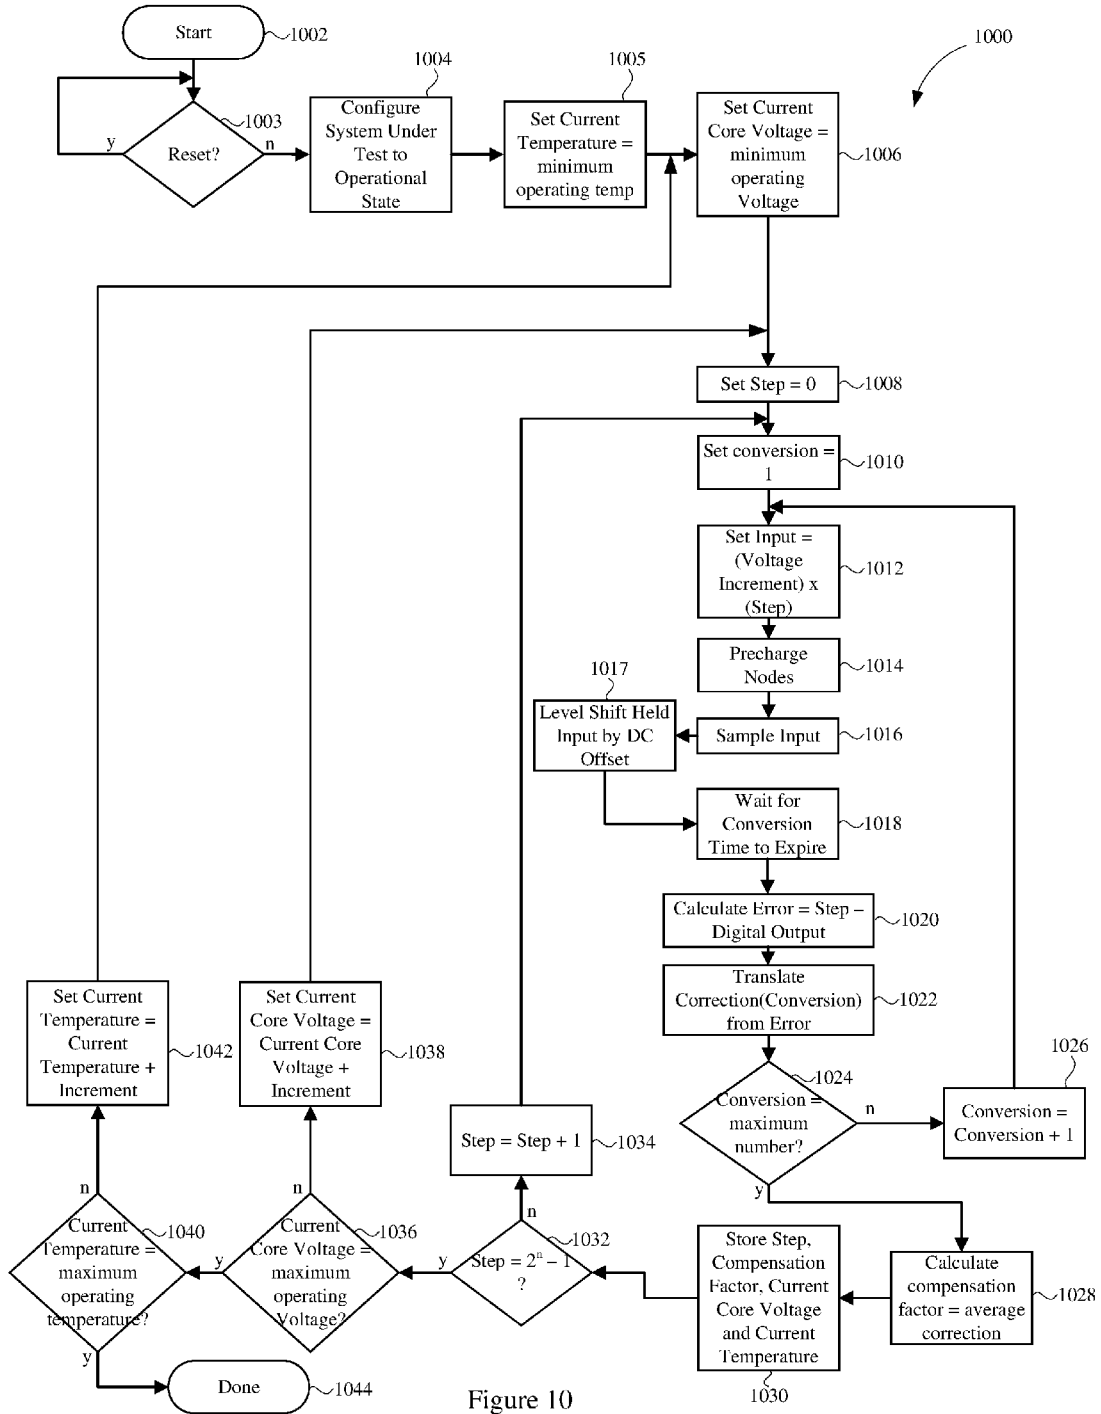 Start
1002
1000
1004
1005
1003
Reset?
y
n
Configure
System Under
Test to
Operational
State
Set Current
Temperature =
minimum
operating temp
Set Current
Core Voltage =
minimum
operating
Voltage
1006
Set Step = 0
1008
Set conversion =
1
1010
Set Input =
(Voltage
Increment) x
(Step)
1012
Precharge
Nodes
1014
1017
Level Shift Held
Input by DC
Offset
Sample Input
1016
Wait for
Conversion
Time to Expire
1018
Calculate Error = Step –
Digital Output
1020
Translate
Correction(Conversion)
from Error
1022
Set Current
Temperature =
Current
Temperature +
Increment
1042
Set Current
Core Voltage =
Current Core
Voltage +
Increment
1038
1024
Conversion =
maximum
number?
n
y
1026
Conversion =
Conversion + 1
Step = Step + 1
1034
n
n
n
1040
Current
Temperature =
maximum
operating
temperature?
y
1036
Current
Core Voltage =
maximum
operating
Voltage?
y
1032
Step = 2ⁿ – 1
?
y
Store Step,
Compensation
Factor, Current
Core Voltage
and Current
Temperature
1030
Calculate
compensation
factor = average
correction
1028
Done
1044
Figure 10